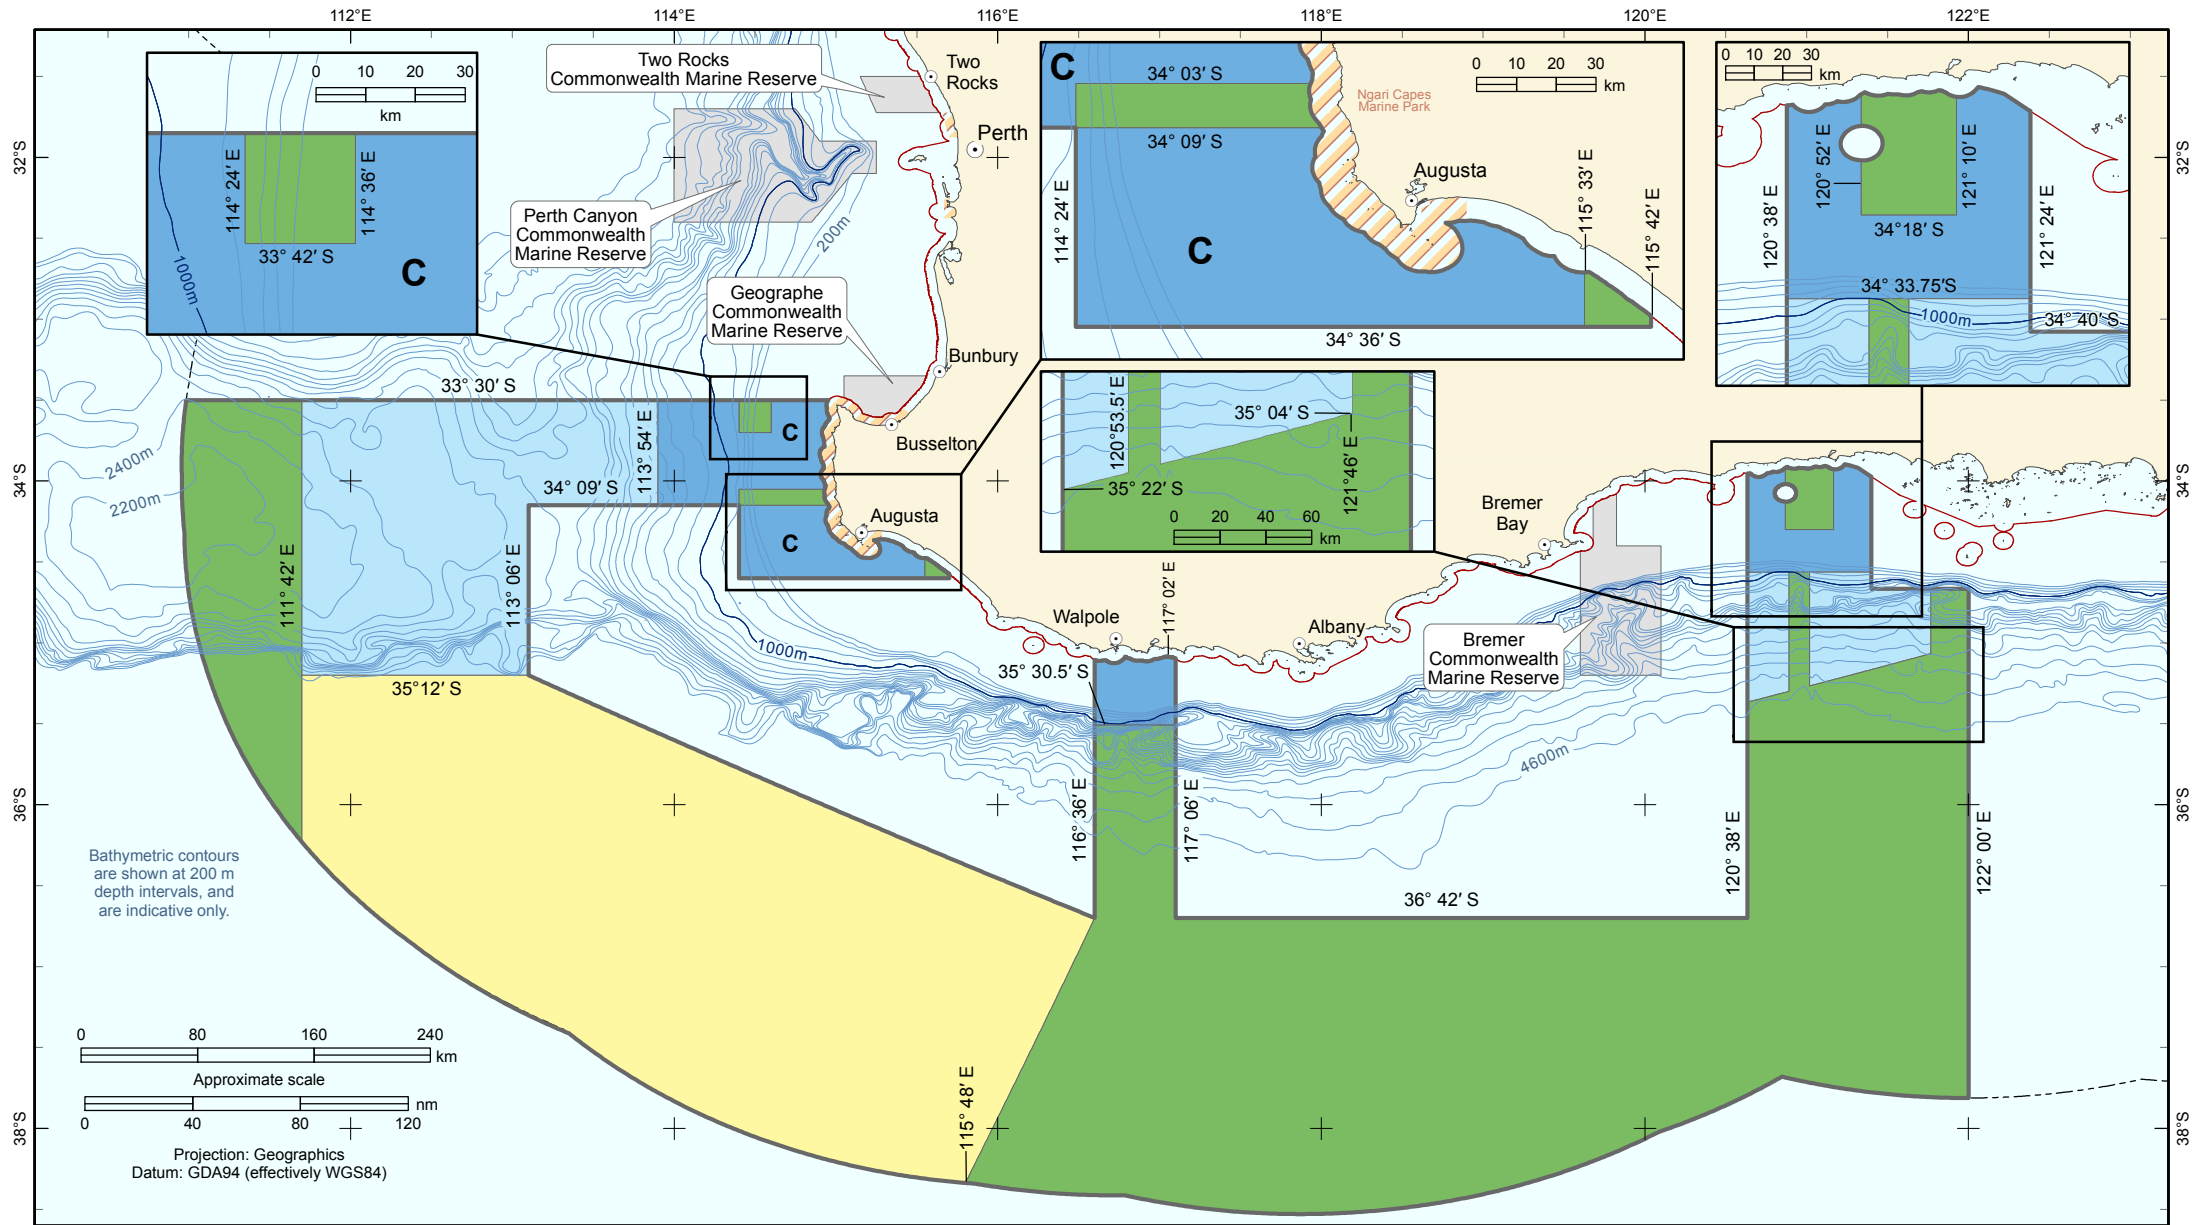 112°E
114°E
116°E
118°E
120°E
122°E
32°S
34°S
36°S
38°S
32°S
34°S
36°S
38°S
0 10 20 30
km
114° 24′ E
114° 36′ E
33° 42′ S
1000m
C
Two Rocks
Commonwealth Marine Reserve
Two
Rocks
Perth
Perth Canyon
Commonwealth
Marine Reserve
200m
Geographe
Commonwealth
Marine Reserve
Bunbury
Busselton
C
34° 03′ S
34° 09′ S
0 10 20 30
km
Ngari Capes
Marine Park
Augusta
114° 24′ E
115° 33′ E
115° 42′ E
C
34° 36′ S
0 10 20 30
km
120° 52′ E
121° 10′ E
120° 38′ E
121° 24′ E
34°18′ S
34° 33.75′S
1000m
34° 40′ S
120°53.5′ E
35° 04′ S
121°46′ E
35° 22′ S
0 20 40 60
km
33° 30′ S
113° 54′ E
C
2400m
2200m
34° 09′ S
Augusta
C
111° 42′ E
113° 06′ E
35°12′ S
1000m
Walpole
117° 02′ E
35° 30.5′ S
Albany
Bremer
Bay
Bremer
Commonwealth
Marine Reserve
4600m
116° 36′ E
117° 06′ E
120° 38′ E
122° 00′ E
36° 42′ S
115° 48′ E
Bathymetric contours
are shown at 200 m
depth intervals, and
are indicative only.
0 80 160 240
km
Approximate scale
nm
0 40 80 120
Projection: Geographics
Datum: GDA94 (effectively WGS84)